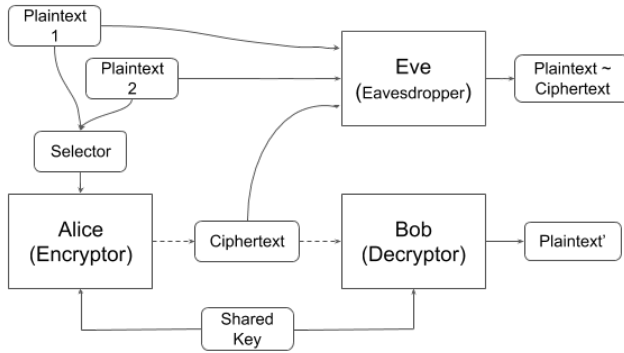 Plaintext
1
Plaintext
2
Eve
(Eavesdropper)
Plaintext ~
Ciphertext
Selector
Alice
(Encryptor)
Ciphertext
Bob
(Decryptor)
Plaintext'
Shared
Key